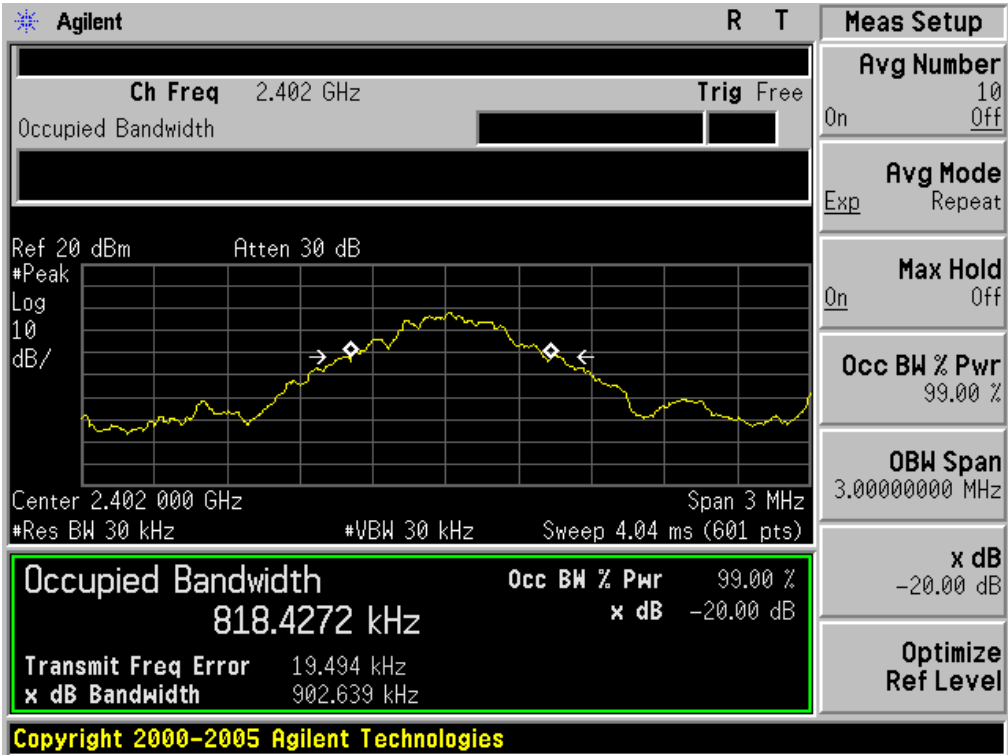 Agilent R T
Ch Freq 2.402 GHz Trig Free
Occupied Bandwidth
Ref 20 dBm Atten 30 dB
#Peak
Log
10
dB/
Center 2.402 000 GHz Span 3 MHz
#Res BW 30 kHz #VBW 30 kHz Sweep 4.04 ms (601 pts)
Occupied Bandwidth Occ BW % Pwr 99.00 %
818.4272 kHz x dB -20.00 dB
Transmit Freq Error 19.494 kHz
x dB Bandwidth 902.639 kHz
Copyright 2000-2005 Agilent Technologies
Meas Setup
Avg Number
10
On Off
Avg Mode
Exp Repeat
Max Hold
On Off
Occ BW % Pwr
99.00 %
OBW Span
3.00000000 MHz
x dB
-20.00 dB
Optimize
Ref Level